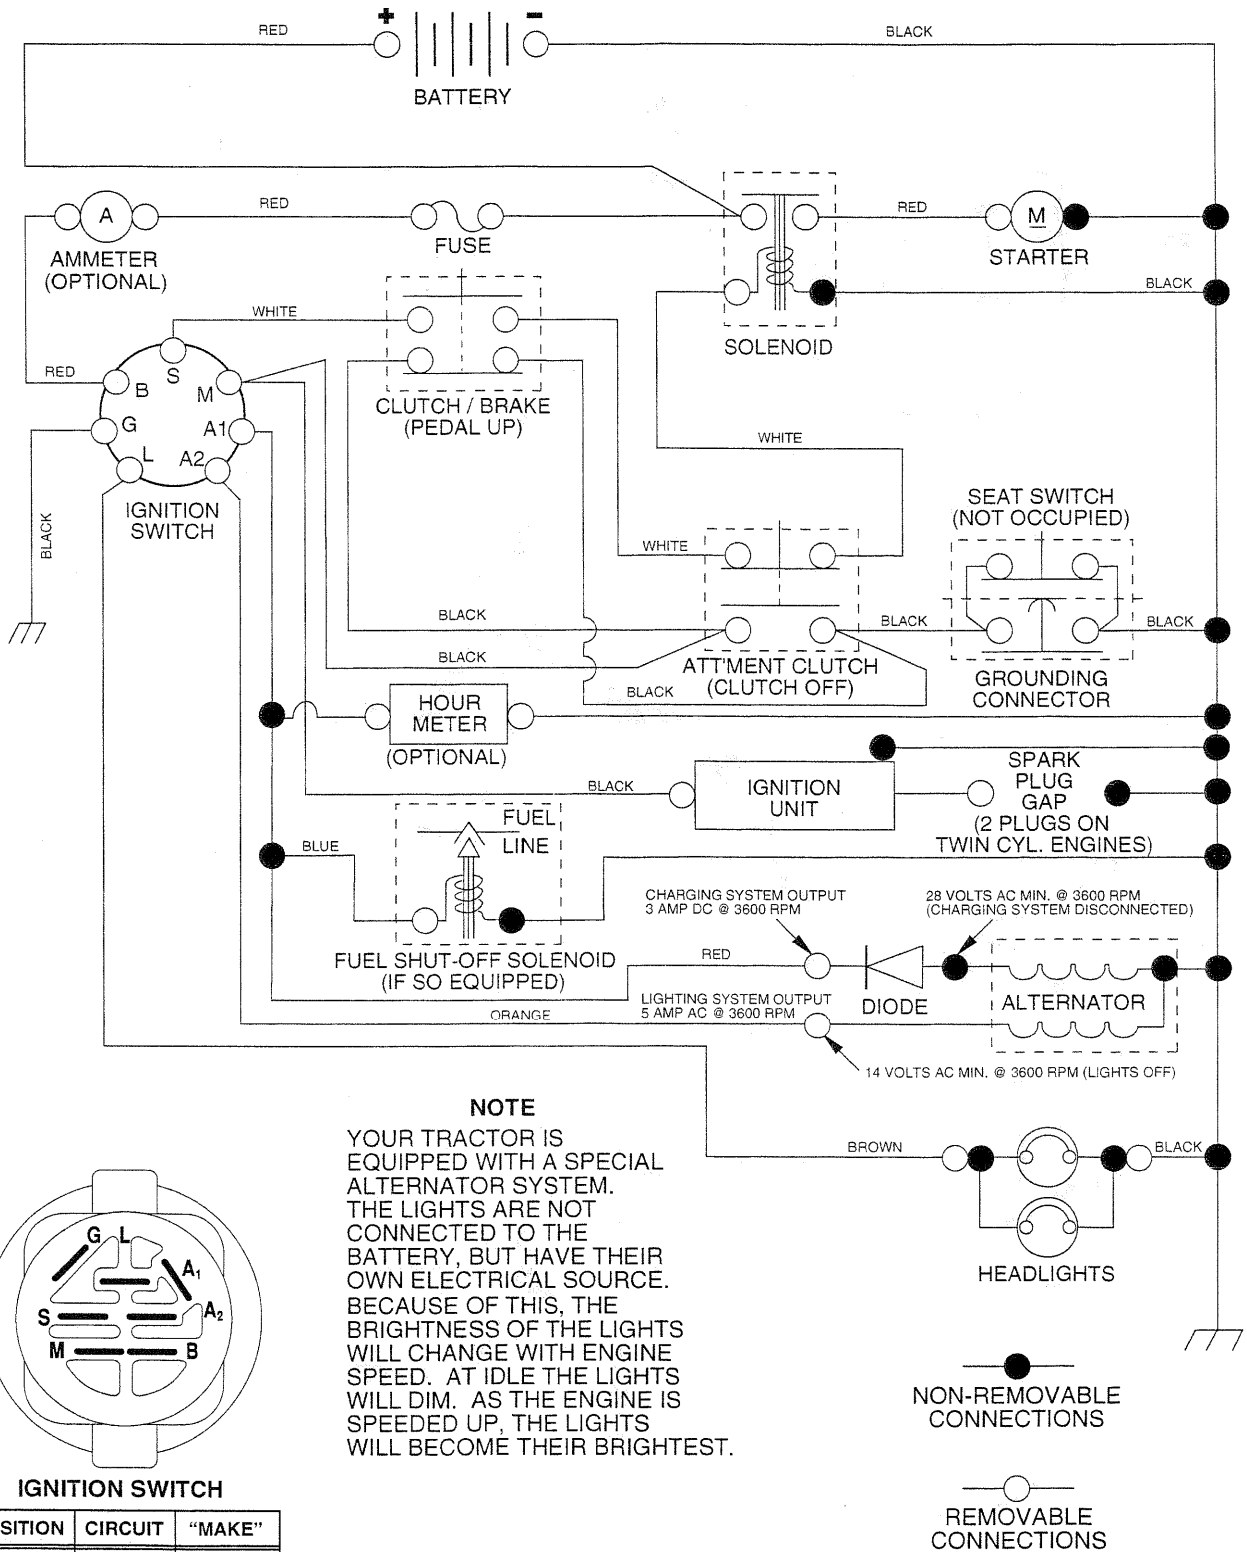 + -
RED
BLACK
BATTERY
A
RED
AMMETER
(OPTIONAL)
FUSE
RED
M
STARTER
BLACK
SOLENOID
WHITE
CLUTCH / BRAKE
(PEDAL UP)
RED
S
B
M
G
A1
L
A2
IGNITION
SWITCH
BLACK
WHITE
SEAT SWITCH
(NOT OCCUPIED)
WHITE
BLACK
BLACK
BLACK
BLACK
BLACK
ATT'MENT CLUTCH
(CLUTCH OFF)
GROUNDING
CONNECTOR
HOUR
METER
(OPTIONAL)
BLACK
IGNITION
UNIT
SPARK
PLUG
GAP
(2 PLUGS ON
TWIN CYL. ENGINES)
BLUE
FUEL
LINE
FUEL SHUT-OFF SOLENOID
(IF SO EQUIPPED)
CHARGING SYSTEM OUTPUT
3 AMP DC @ 3600 RPM
28 VOLTS AC MIN. @ 3600 RPM
(CHARGING SYSTEM DISCONNECTED)
RED
DIODE
ALTERNATOR
LIGHTING SYSTEM OUTPUT
5 AMP AC @ 3600 RPM
ORANGE
14 VOLTS AC MIN. @ 3600 RPM (LIGHTS OFF)
NOTE
YOUR TRACTOR IS
EQUIPPED WITH A SPECIAL
ALTERNATOR SYSTEM.
THE LIGHTS ARE NOT
CONNECTED TO THE
BATTERY, BUT HAVE THEIR
OWN ELECTRICAL SOURCE.
BECAUSE OF THIS, THE
BRIGHTNESS OF THE LIGHTS
WILL CHANGE WITH ENGINE
SPEED. AT IDLE THE LIGHTS
WILL DIM. AS THE ENGINE IS
SPEEDED UP, THE LIGHTS
WILL BECOME THEIR BRIGHTEST.
BROWN
BLACK
HEADLIGHTS
G L
A1
S
A2
M
B
IGNITION SWITCH
SITION CIRCUIT "MAKE"
NON-REMOVABLE
CONNECTIONS
REMOVABLE
CONNECTIONS